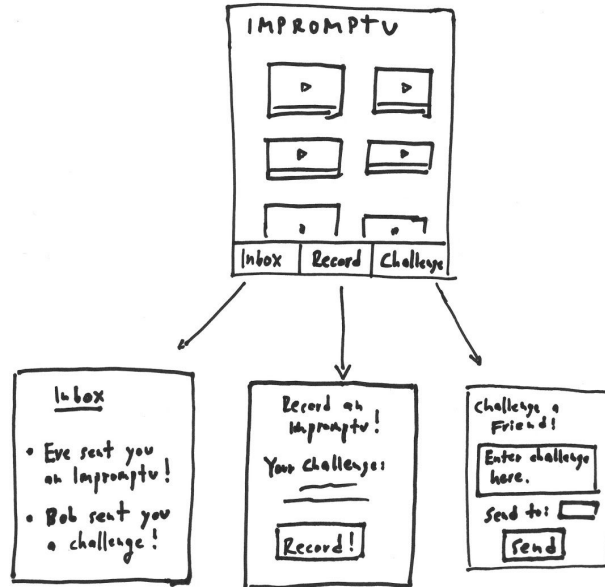 IMPROMPTU
Inbox
Record
Challenge
Inbox
• Eve sent you
an Impromptu!
• Bob sent you
a challenge!
Record an
Impromptu!
Your Challenge:
Record!
Challenge a
Friend!
Enter challenge
here.
Send to:
Send